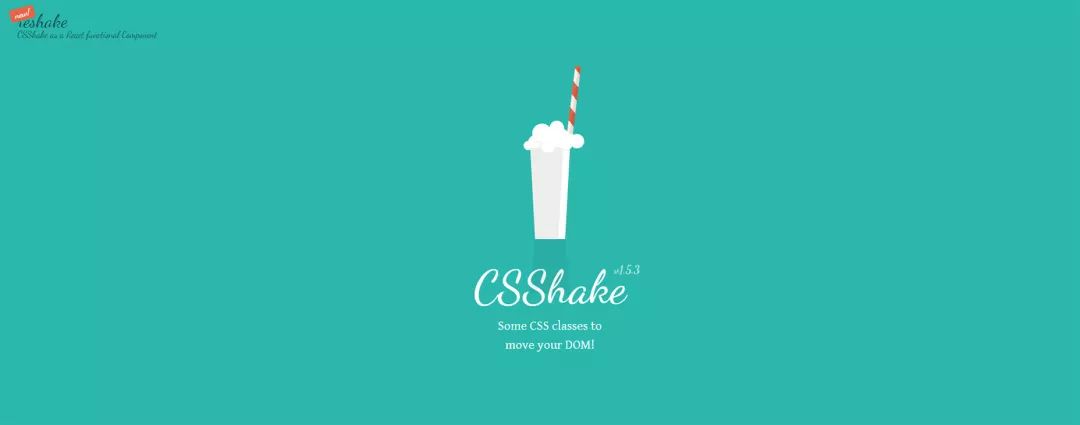 new!
reshake
CSShake as a React functional Component
CSShake v1.5.3
Some CSS classes to
move your DOM!